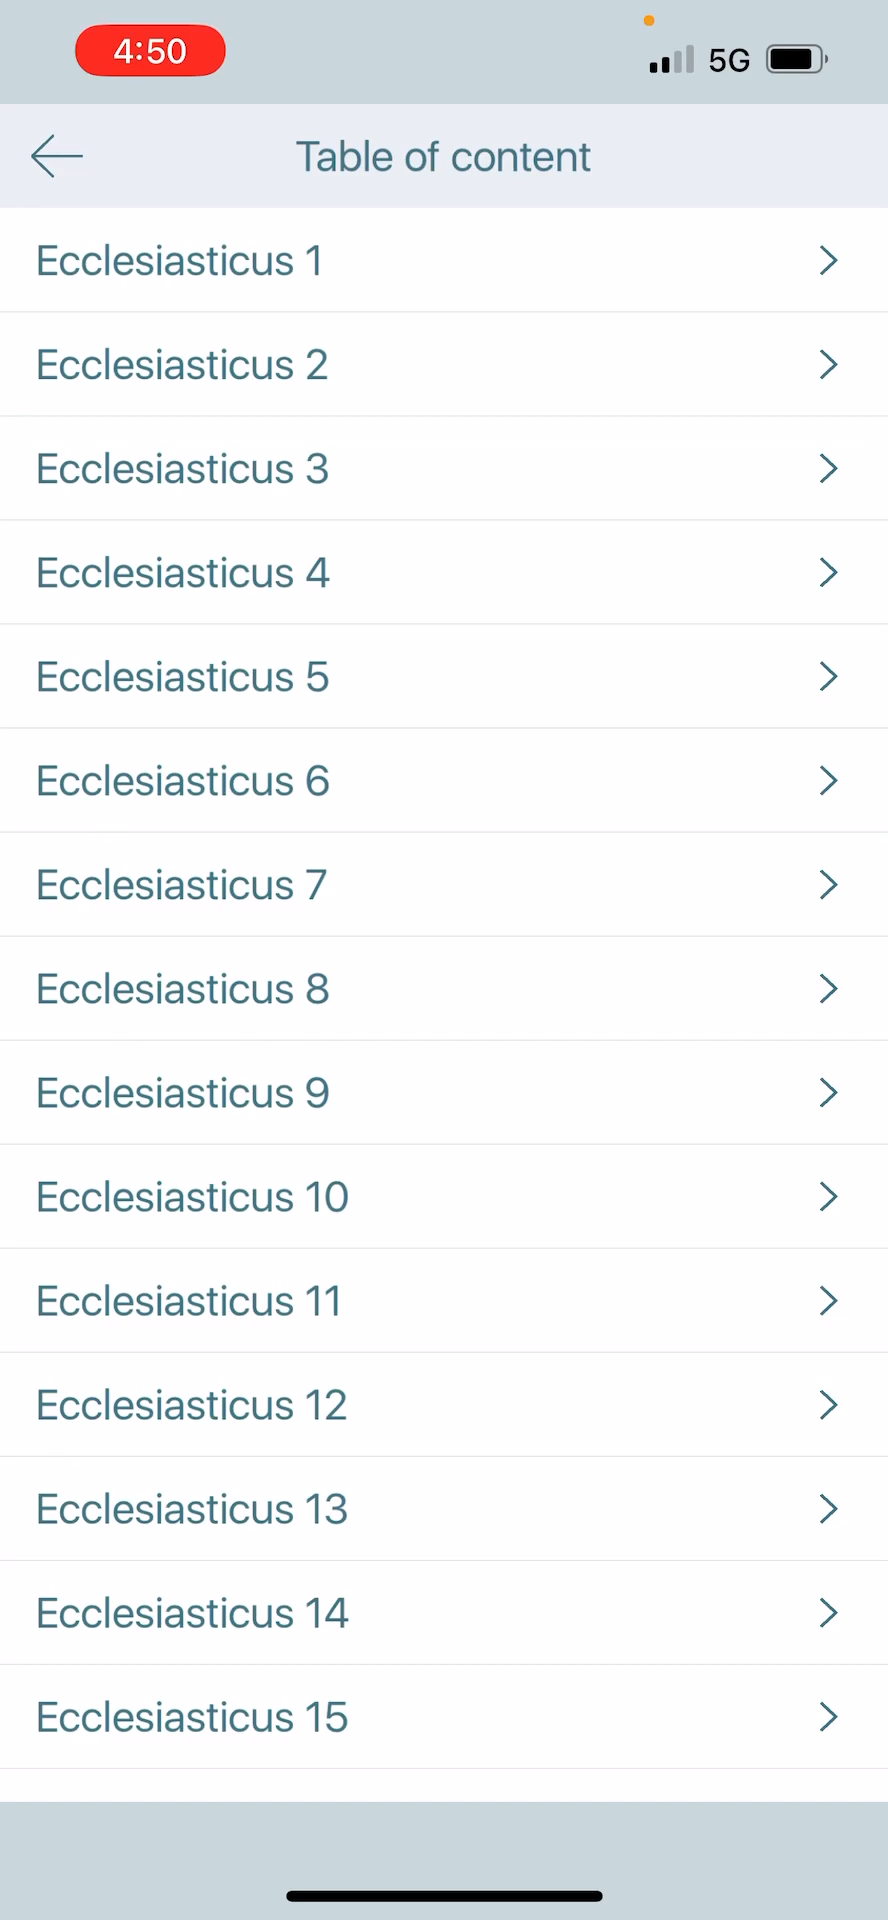 4:50
5G
Table of content
Ecclesiasticus 1
Ecclesiasticus 2
Ecclesiasticus 3
Ecclesiasticus 4
Ecclesiasticus 5
Ecclesiasticus 6
Ecclesiasticus 7
Ecclesiasticus 8
Ecclesiasticus 9
Ecclesiasticus 10
Ecclesiasticus 11
Ecclesiasticus 12
Ecclesiasticus 13
Ecclesiasticus 14
Ecclesiasticus 15